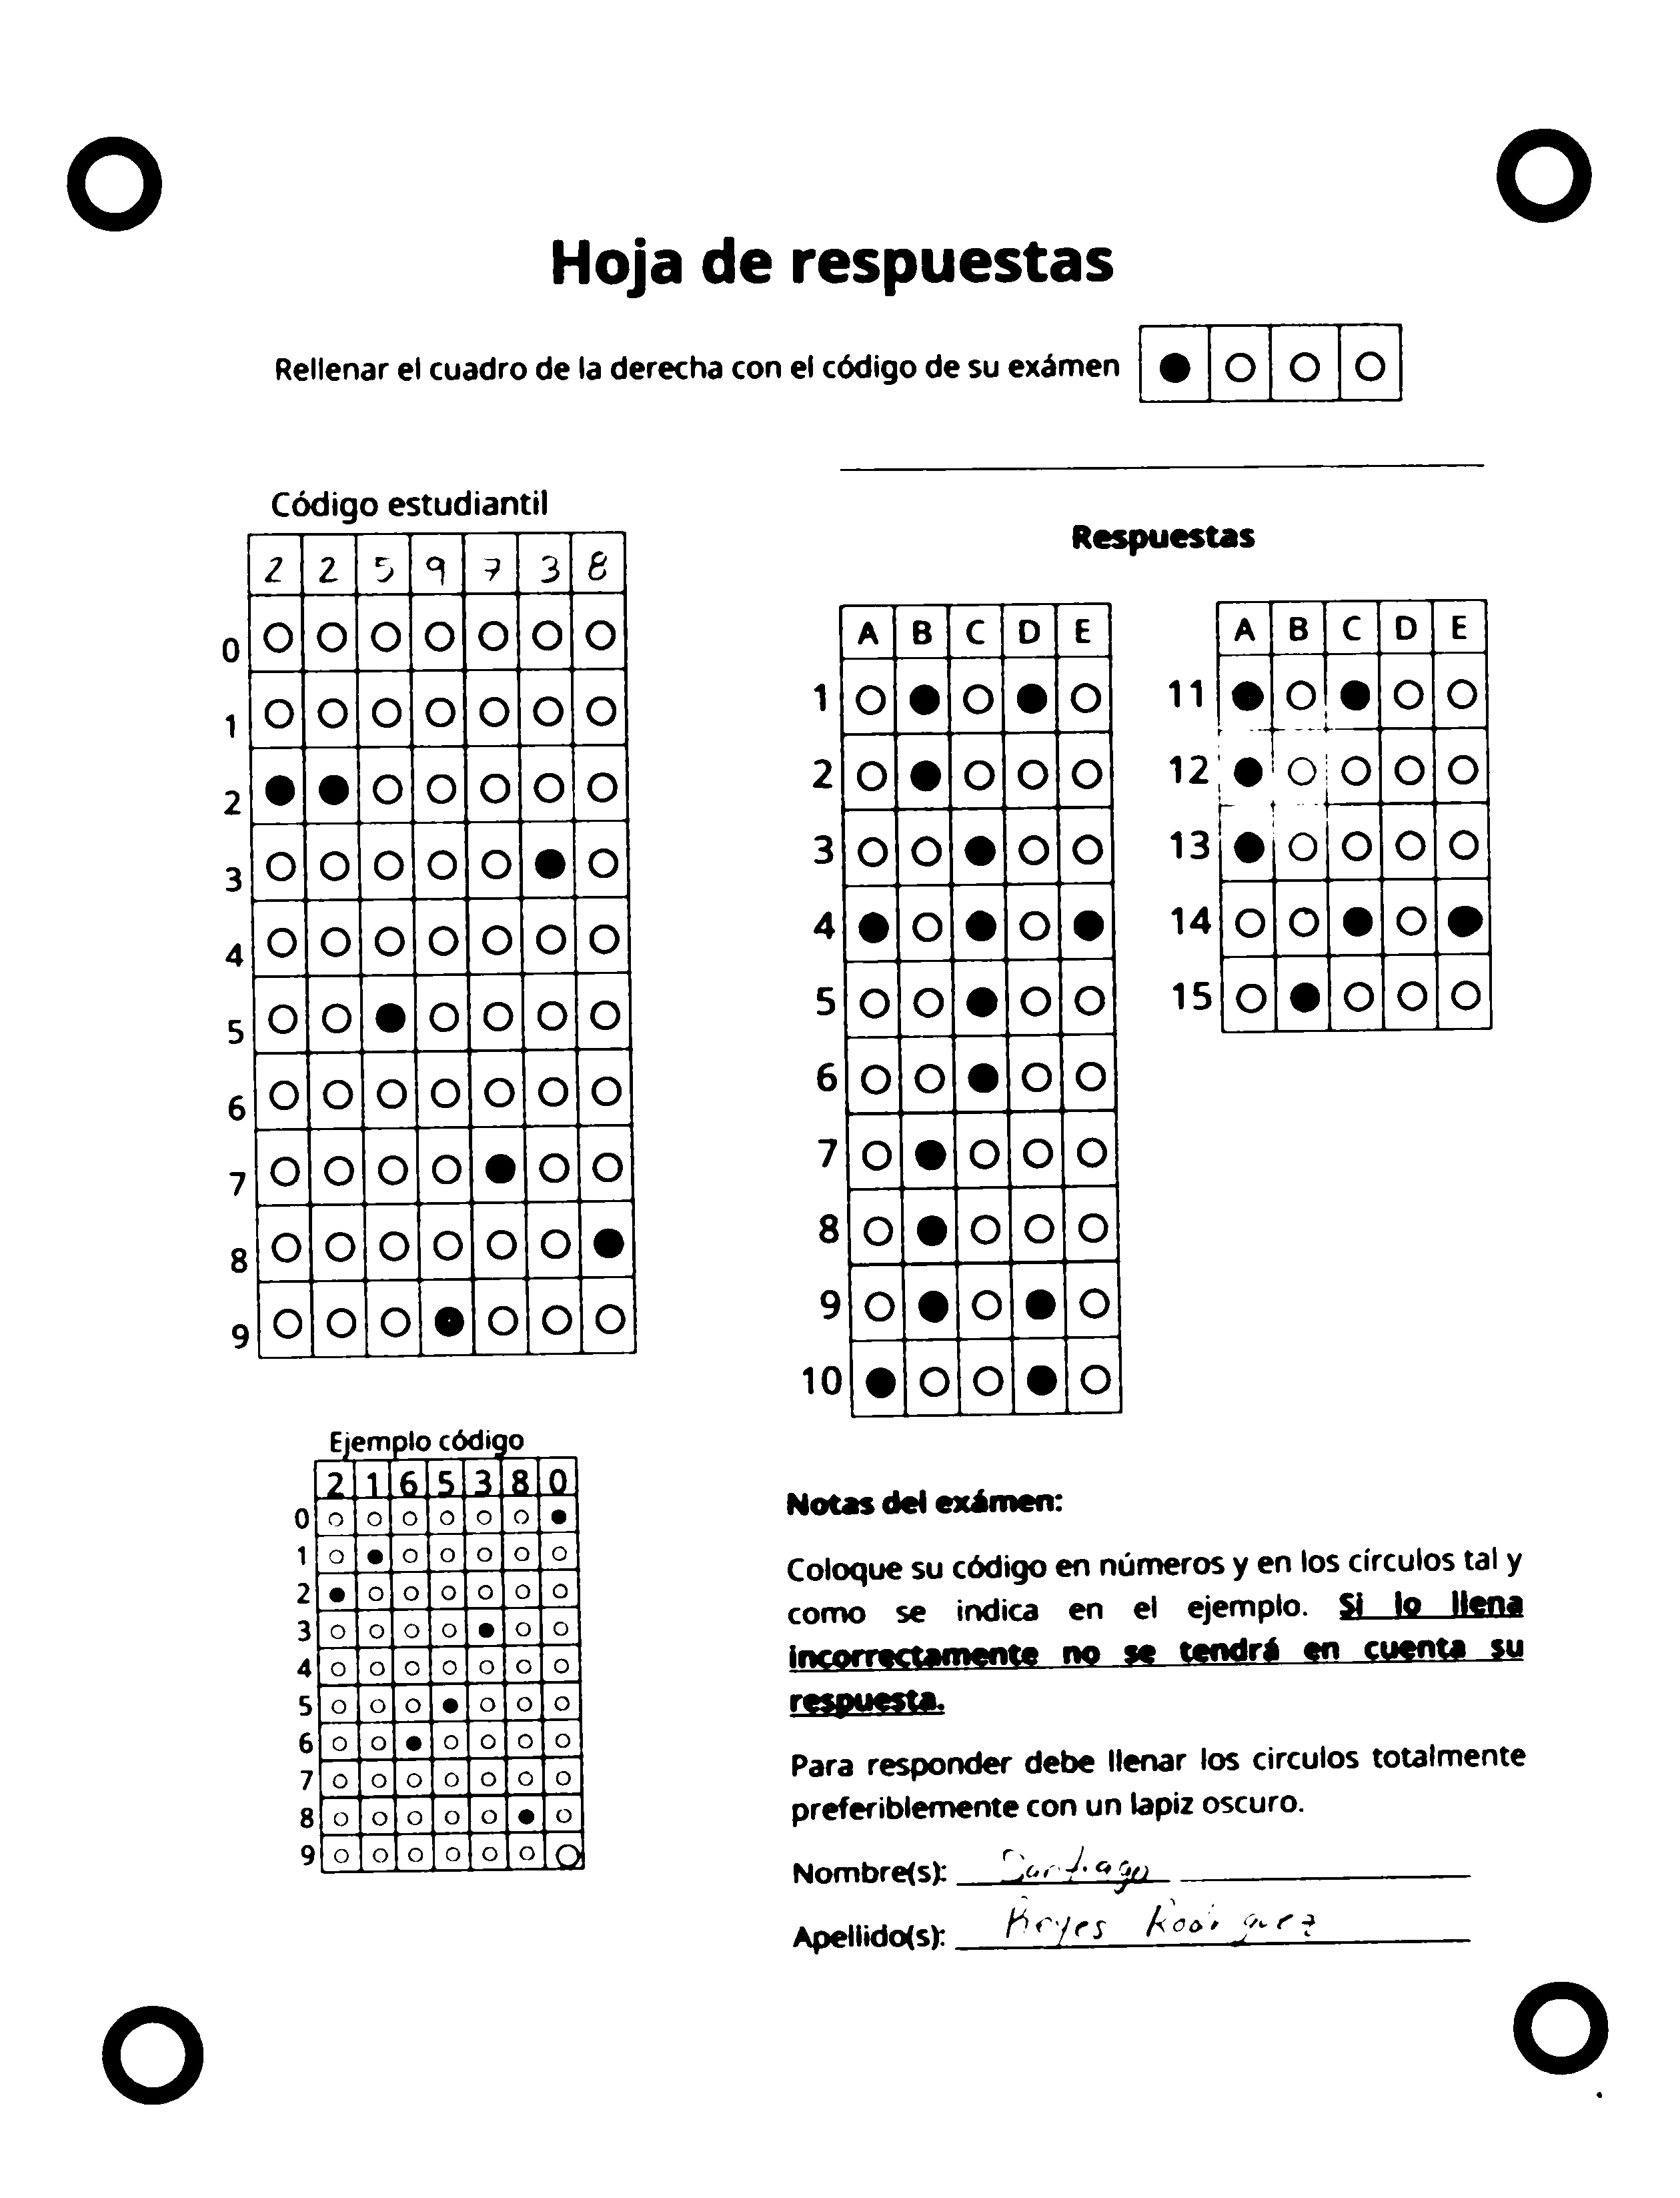 Hoja de respuestas
Rellenar el cuadro de la derecha con el código de su exámen
Código estudiantil
2 2 5 9 7 3 8
0
1
2
3
4
5
6
7
8
9
Respuestas
A B C D E
1
2
3
4
5
6
7
8
9
10
A B C D E
11
12
13
14
15
Ejemplo código
2 1 6 5 3 8 0
0
1
2
3
4
5
6
7
8
9
Notas del exámen:
Coloque su código en números y en los círculos tal y
como se indica en el ejemplo. Si lo llena
incorrectamente no se tendrá en cuenta su
respuesta.
Para responder debe llenar los circulos totalmente
preferiblemente con un lapiz oscuro.
Nombre(s): Santiago
Apellido(s): Reyes Rodriguez